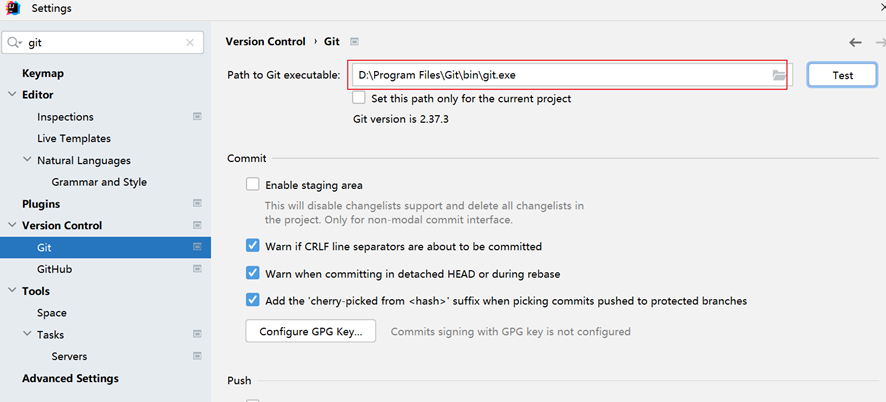 Settings
git
Keymap
Editor
Inspections
Live Templates
Natural Languages
Grammar and Style
Plugins
Version Control
Git
GitHub
Tools
Space
Tasks
Servers
Advanced Settings
Version Control › Git
Path to Git executable: D:\Program Files\Git\bin\git.exe Test
Set this path only for the current project
Git version is 2.37.3
Commit
Enable staging area
This will disable changelists support and delete all changelists in
the project. Only for non-modal commit interface.
Warn if CRLF line separators are about to be committed
Warn when committing in detached HEAD or during rebase
Add the 'cherry-picked from <hash>' suffix when picking commits pushed to protected branches
Configure GPG Key... Commits signing with GPG key is not configured
Push